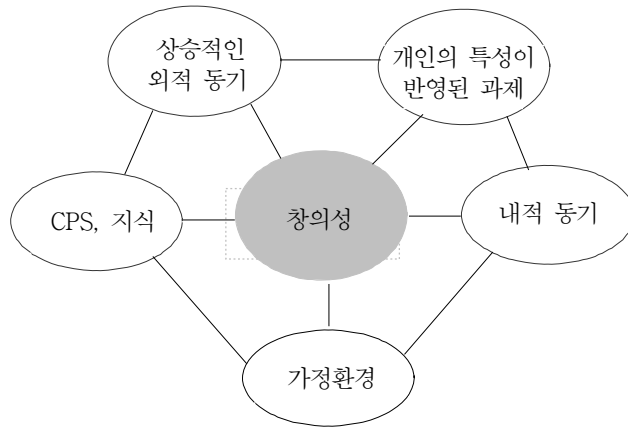 상승적인
외적 동기
개인의 특성이
반영된 과제
CPS, 지식
창의성
내적 동기
가정환경